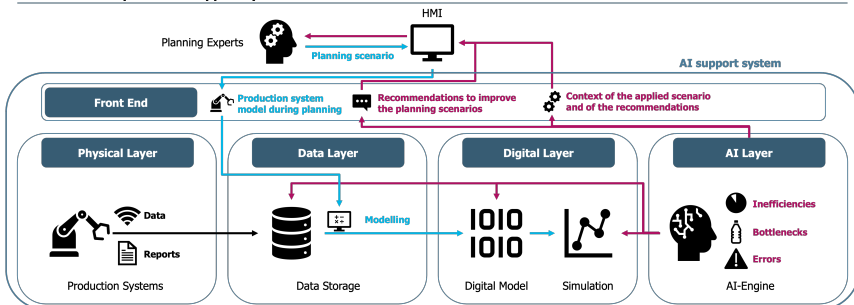 HMI
Planning Experts
Planning scenario
AI support system
Front End
Production system
model during planning
Recommendations to improve
the planning scenarios
Context of the applied scenario
and of the recommendations
Physical Layer
Data Layer
Digital Layer
AI Layer
Data
Reports
Production Systems
Modelling
Data Storage
IOIO
IOIO
Digital Model
Simulation
Inefficiencies
Bottlenecks
Errors
AI-Engine